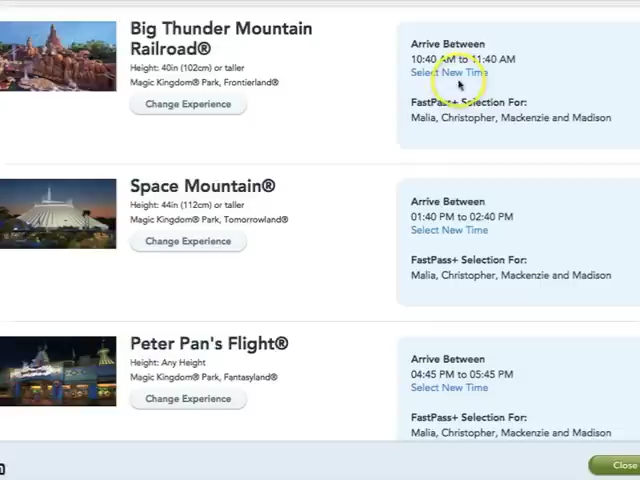 Big Thunder Mountain
Railroad®
Height: 40in (102cm) or taller
Magic Kingdom® Park, Frontierland®
Change Experience
Arrive Between
10:40 AM to 11:40 AM
Select New Time
FastPass+ Selection For:
Malia, Christopher, Mackenzie and Madison
Space Mountain®
Height: 44in (112cm) or taller
Magic Kingdom® Park, Tomorrowland®
Change Experience
Arrive Between
01:40 PM to 02:40 PM
Select New Time
FastPass+ Selection For:
Malia, Christopher, Mackenzie and Madison
Peter Pan's Flight®
Height: Any Height
Magic Kingdom® Park, Fantasyland®
Change Experience
Arrive Between
04:45 PM to 05:45 PM
Select New Time
FastPass+ Selection For:
Malia, Christopher, Mackenzie and Madison
Close